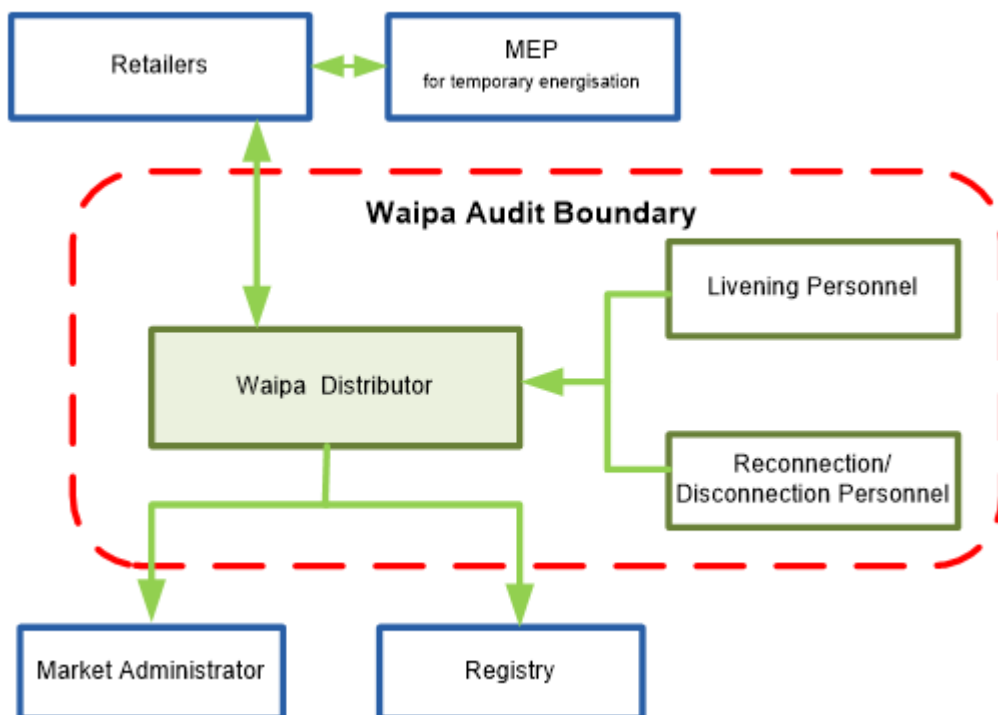 Retailers
MEP
for temporary energisation
Waipa Audit Boundary
Livening Personnel
Waipa Distributor
Reconnection/
Disconnection Personnel
Market Administrator
Registry